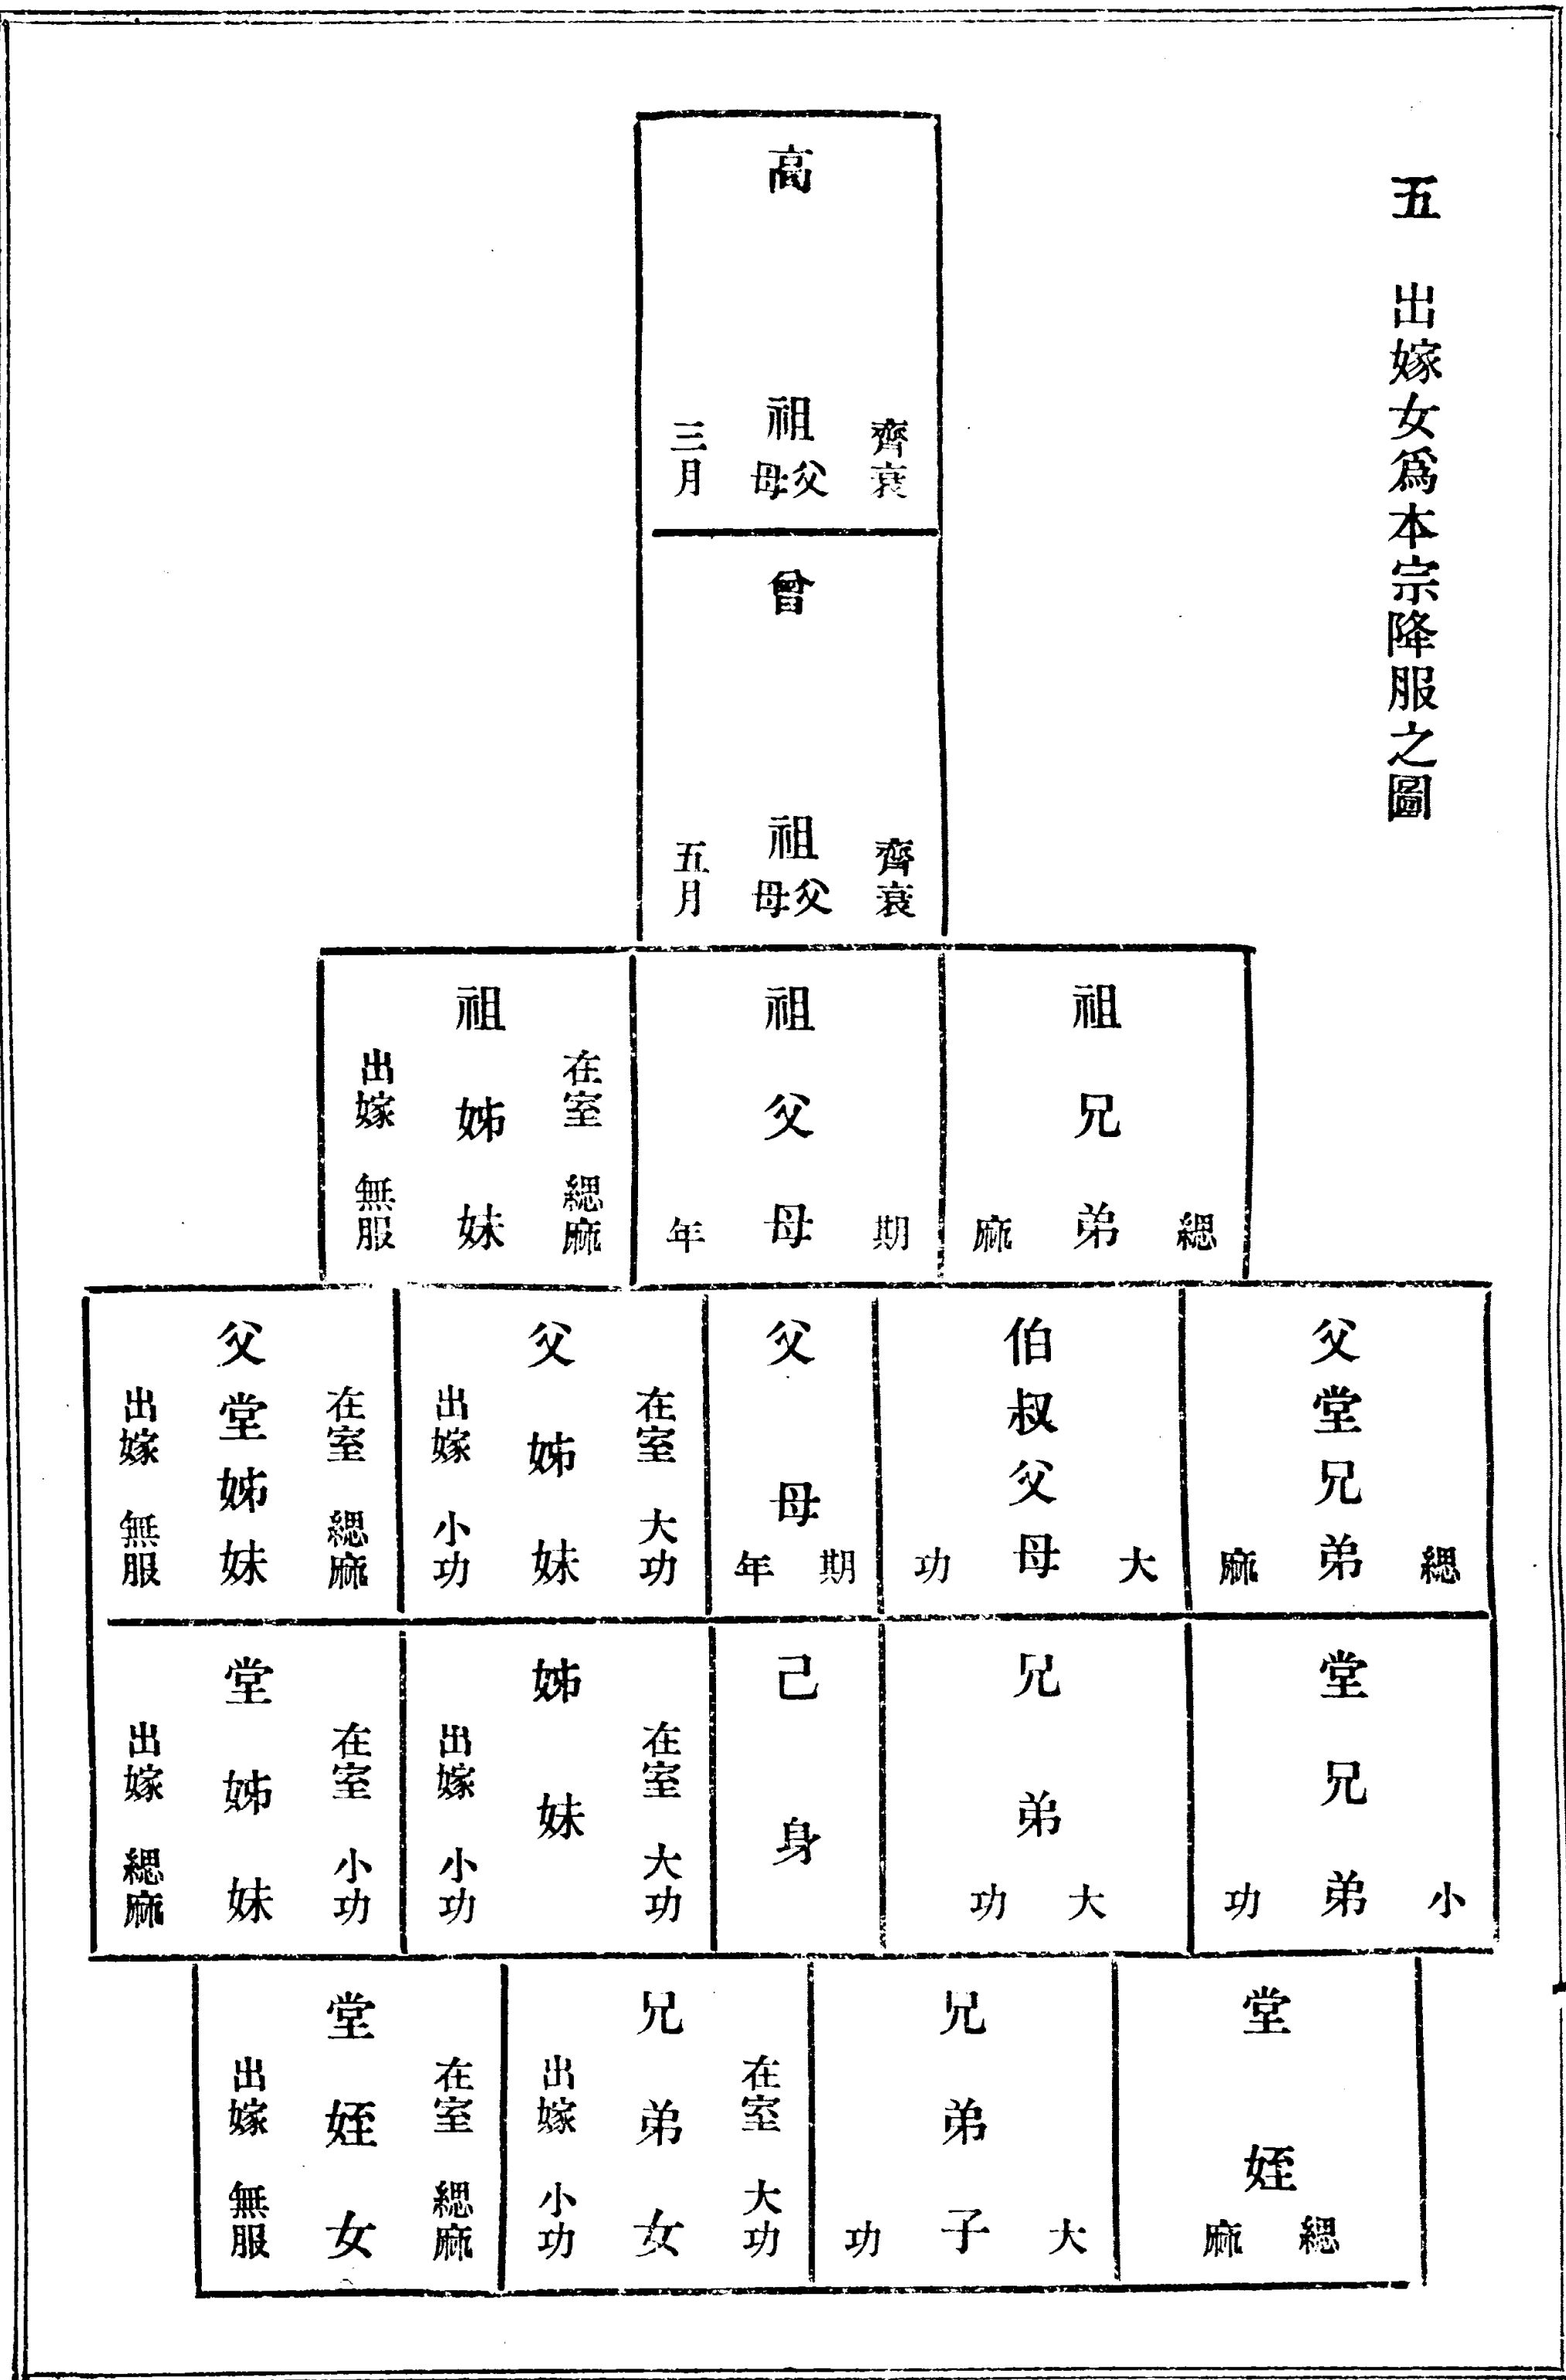 五　出嫁女爲本宗降服之圖
高祖父母
齊衰
三月
曾祖父母
齊衰
五月
祖兄弟
緦麻
祖父母
期年
祖姊妹
在室　緦麻
出嫁　無服
父堂兄弟
緦麻
伯叔父母
大功
父母
期年
父姊妹
在室　大功
出嫁　小功
父堂姊妹
在室　緦麻
出嫁　無服
堂兄弟
小功
兄弟
大功
己身
姊妹
在室　大功
出嫁　小功
堂姊妹
在室　小功
出嫁　緦麻
堂姪
緦麻
兄弟子
大功
兄弟女
在室　大功
出嫁　小功
堂姪女
在室　緦麻
出嫁　無服